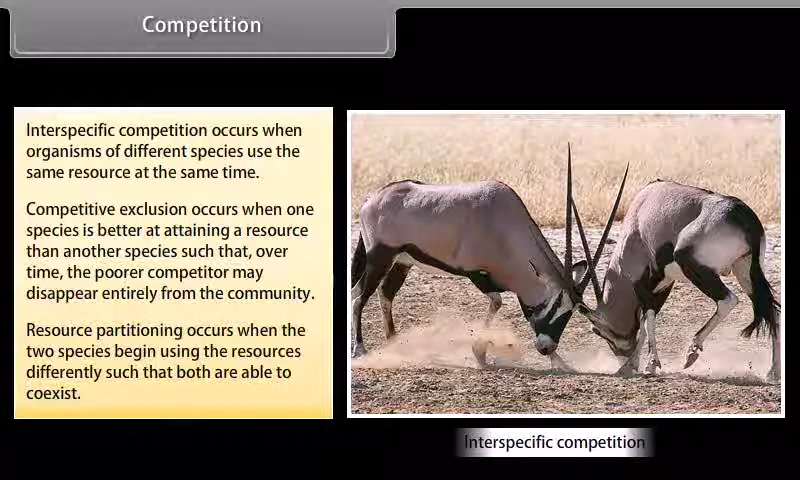 Competition
Interspecific competition occurs when
organisms of different species use the
same resource at the same time.
Competitive exclusion occurs when one
species is better at attaining a resource
than another species such that, over
time, the poorer competitor may
disappear entirely from the community.
Resource partitioning occurs when the
two species begin using the resources
differently such that both are able to
coexist.
Interspecific competition